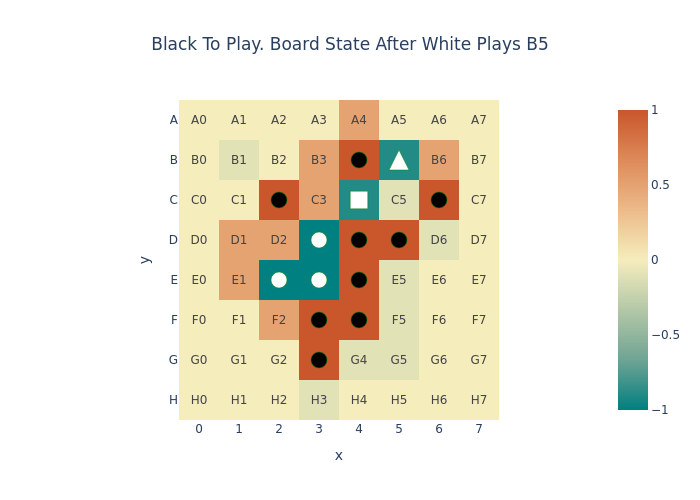 Black To Play. Board State After White Plays B5
A A0 A1 A2 A3 A4 A5 A6 A7
B B0 B1 B2 B3 B6 B7
C C0 C1 C3 C5 C7
D D0 D1 D2 D6 D7
E E0 E1 E5 E6 E7
F F0 F1 F2 F5 F6 F7
G G0 G1 G2 G4 G5 G6 G7
H H0 H1 H2 H3 H4 H5 H6 H7
0 1 2 3 4 5 6 7
x
y
1
0.5
0
−0.5
−1